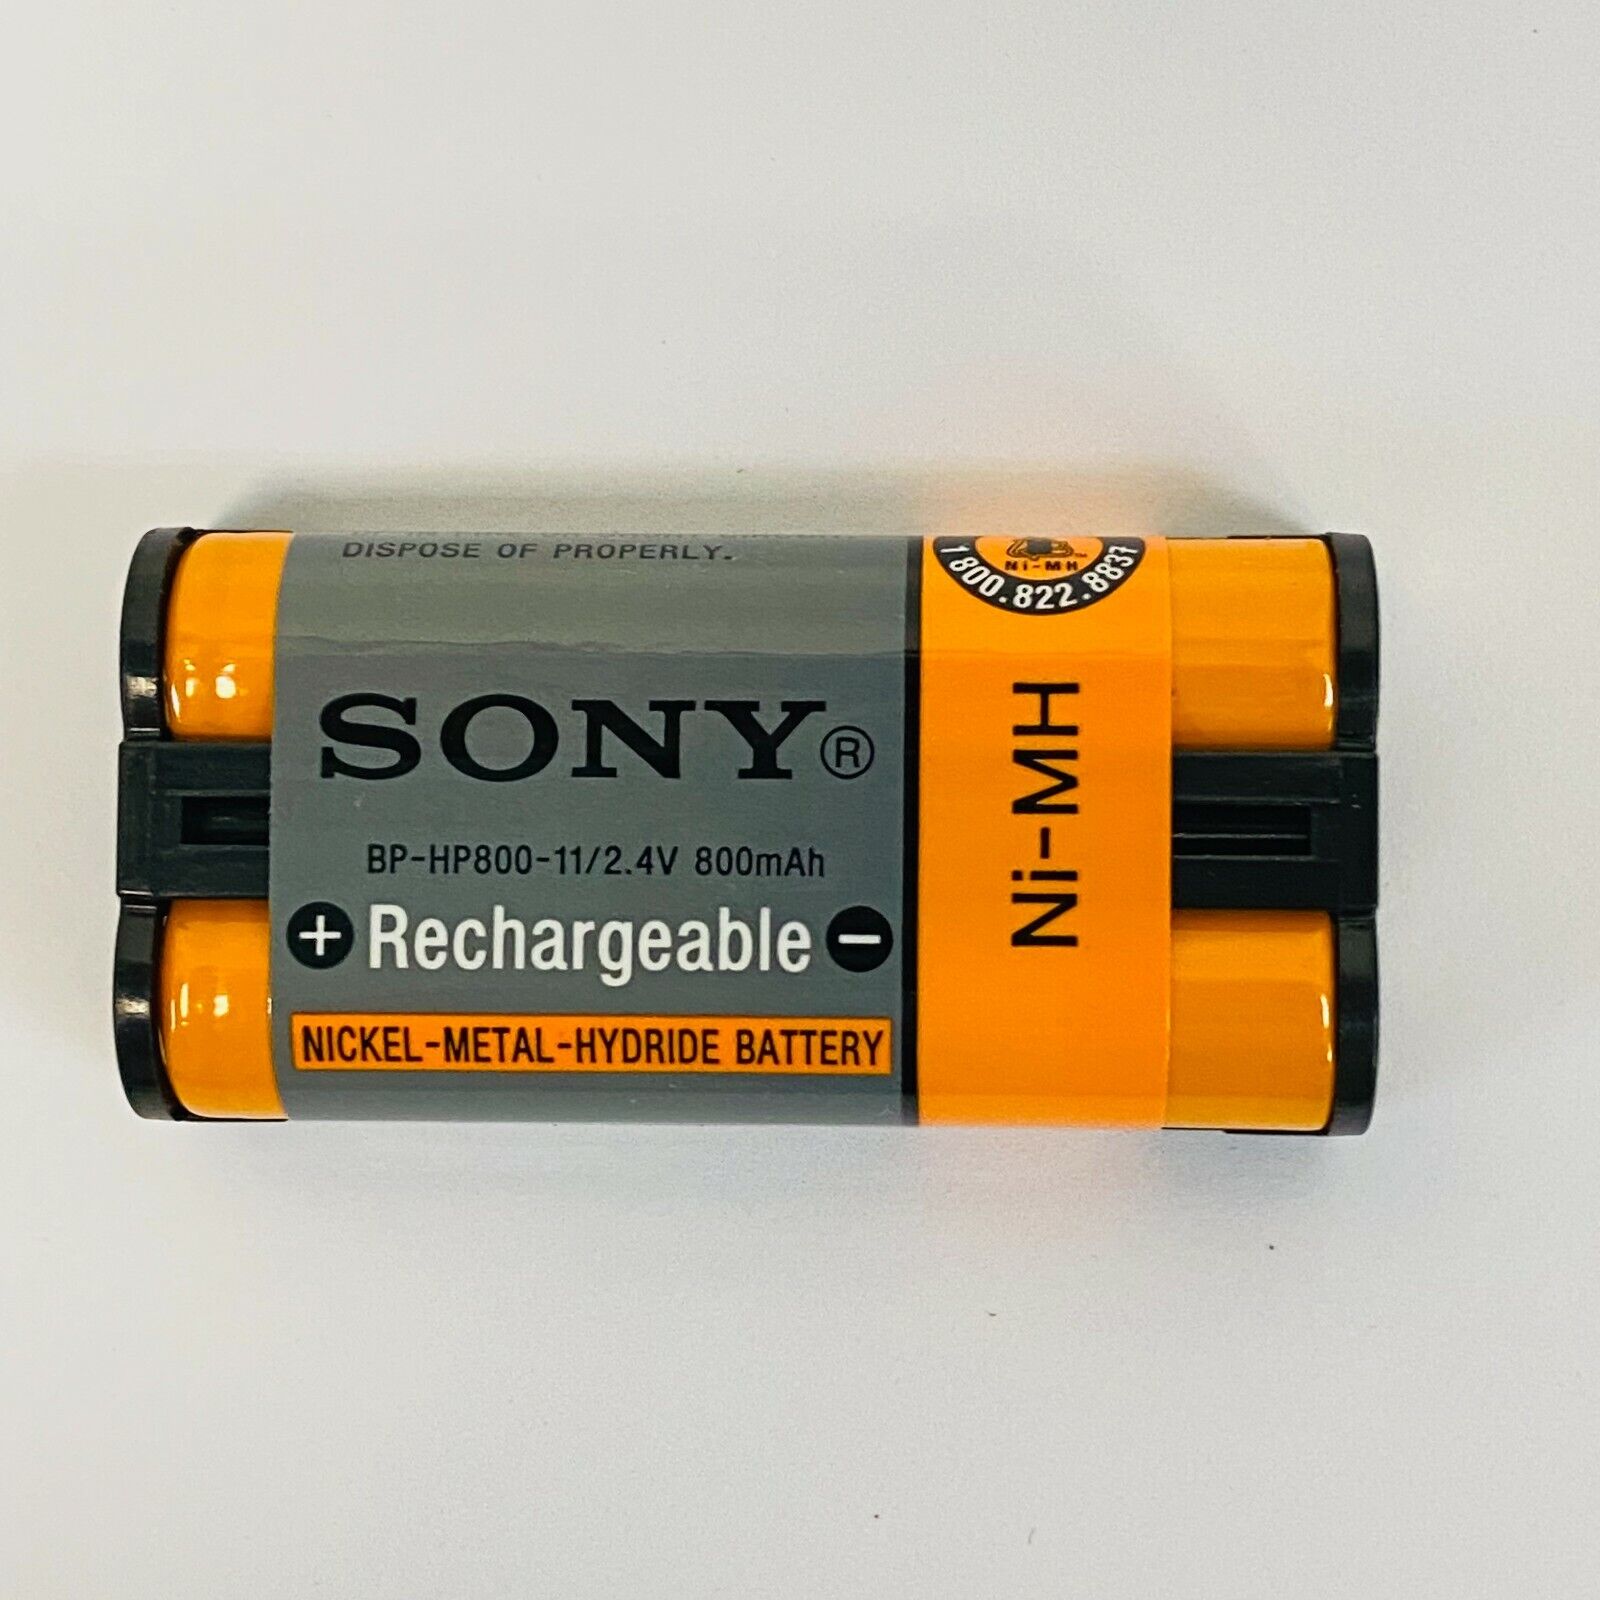 DISPOSE OF PROPERLY.
SONY®
BP-HP800-11/2.4V 800mAh
+ Rechargeable −
NICKEL-METAL-HYDRIDE BATTERY
Ni-MH
1 800.822.8837
Ni-MH